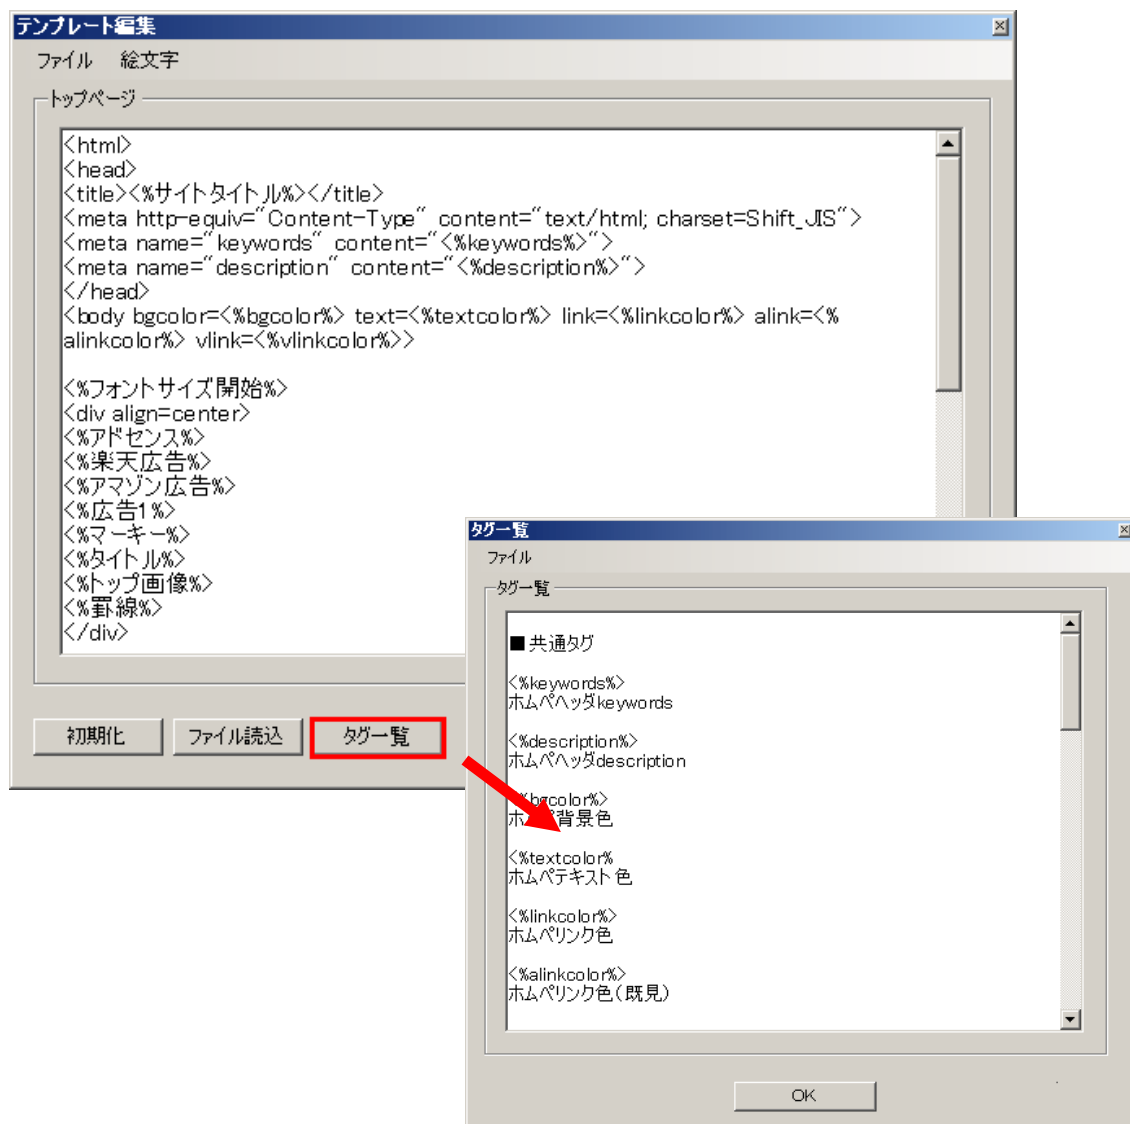 テンプレート編集
ファイル 絵文字
トップページ
<html>
<head>
<title><%サイトタイトル%></title>
<meta http-equiv="Content-Type" content="text/html; charset=Shift_JIS">
<meta name="keywords" content="<%keywords%>">
<meta name="description" content="<%description%>">
</head>
<body bgcolor=<%bgcolor%> text=<%textcolor%> link=<%linkcolor%> alink=<%
alinkcolor%> vlink=<%vlinkcolor%>>
<%フォントサイズ開始%>
<div align=center>
<%アドセンス%>
<%楽天広告%>
<%アマゾン広告%>
<%広告1%>
<%マーキー%>
<%タイトル%>
<%トップ画像%>
<%罫線%>
</div>
初期化 ファイル読込 タグ一覧
タグ一覧
ファイル
タグ一覧
■共通タグ
<%keywords%>
ホムペヘッダkeywords
<%description%>
ホムペヘッダdescription
%bgcolor%>
ホムペ背景色
<%textcolor%
ホムペテキスト色
<%linkcolor%>
ホムペリンク色
<%alinkcolor%>
ホムペリンク色(既見)
OK